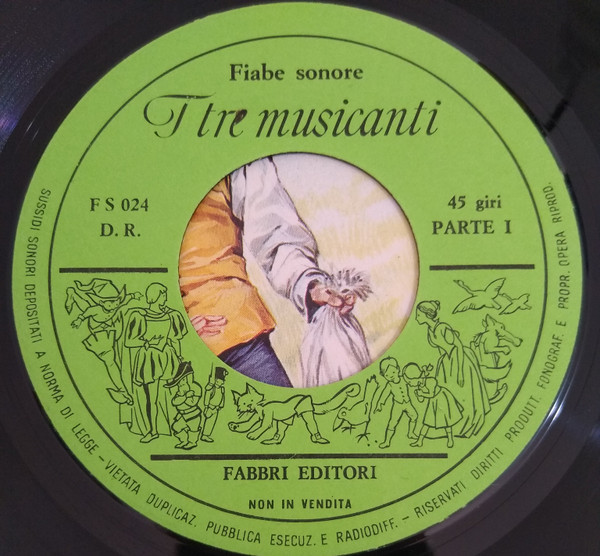 Fiabe sonore
I tre musicanti
F S 024
D. R.
45 giri
PARTE I
FABBRI EDITORI
NON IN VENDITA
SUSSIDI SONORI DEPOSITATI A NORMA DI LEGGE - VIETATA DUPLICAZ. PUBBLICA ESECUZ. E RADIODIFF. - RISERVATI DIRITTI PRODUTT. FONOGRAF. E PROPR. OPERA RIPROD.